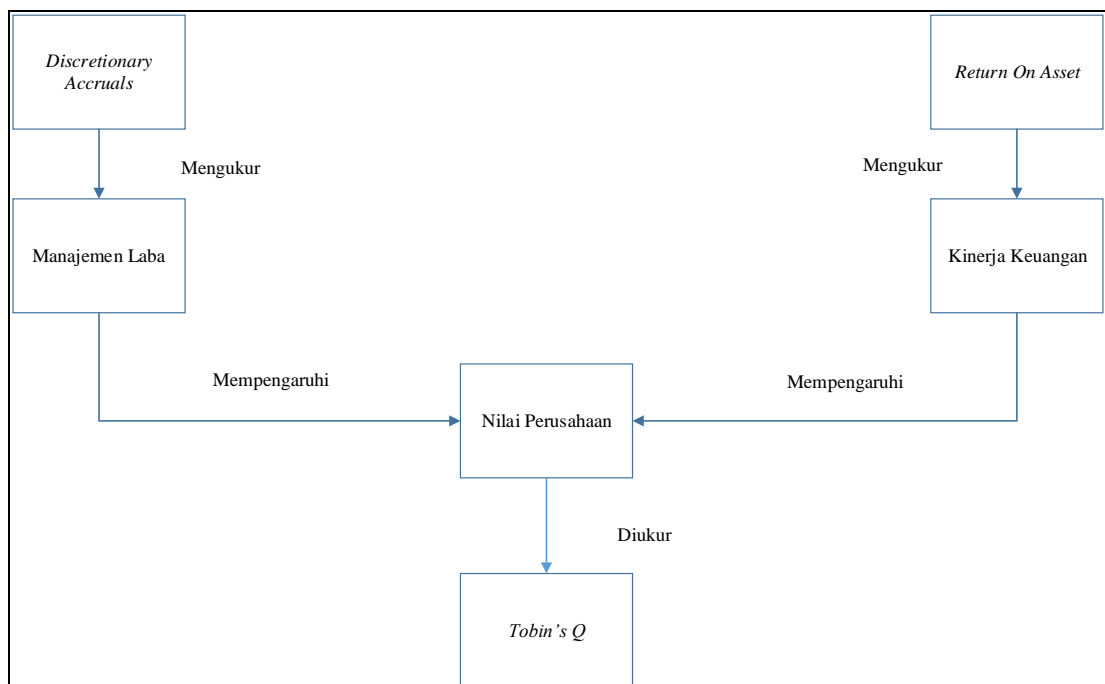 Discretionary
Accruals
Return On Asset
Mengukur
Mengukur
Manajemen Laba
Kinerja Keuangan
Mempengaruhi
Mempengaruhi
Nilai Perusahaan
Diukur
Tobin’s Q